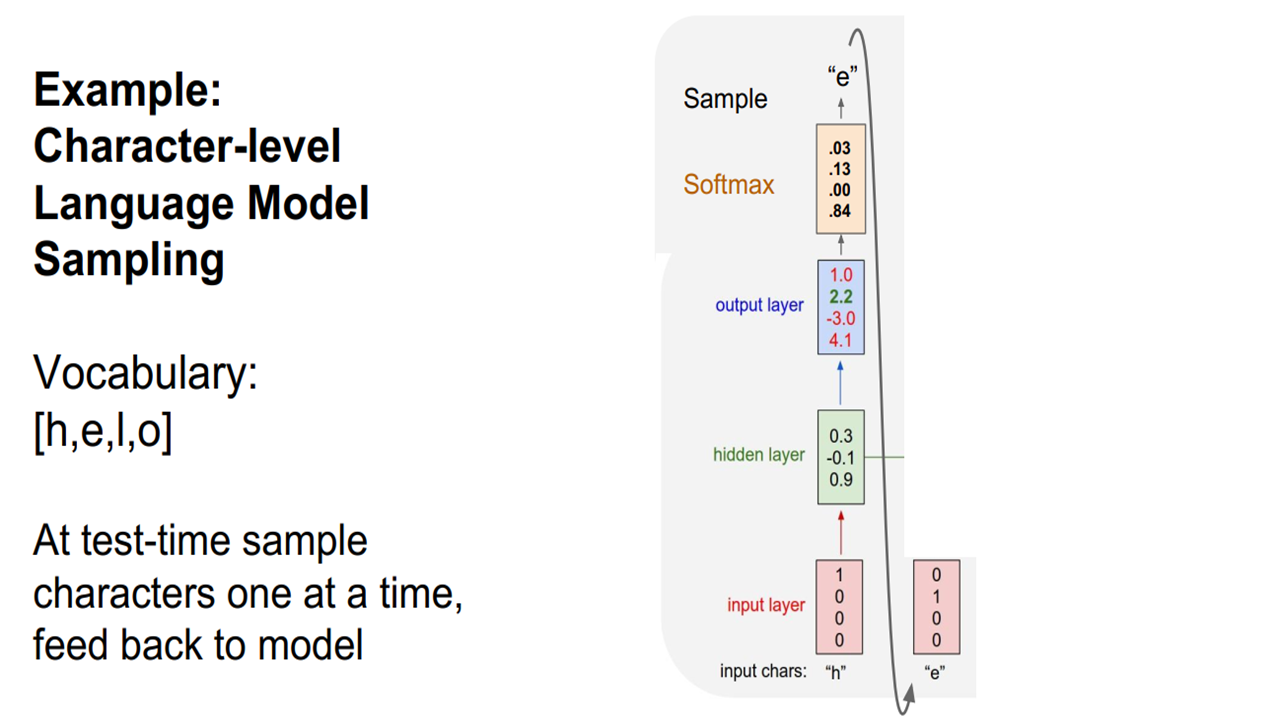 Example:
Character-level
Language Model
Sampling
Vocabulary:
[h,e,l,o]
At test-time sample
characters one at a time,
feed back to model
“e”
Sample
Softmax
.03
.13
.00
.84
output layer
1.0
2.2
-3.0
4.1
hidden layer
0.3
-0.1
0.9
input layer
1
0
0
0
0
1
0
0
input chars: “h” “e”